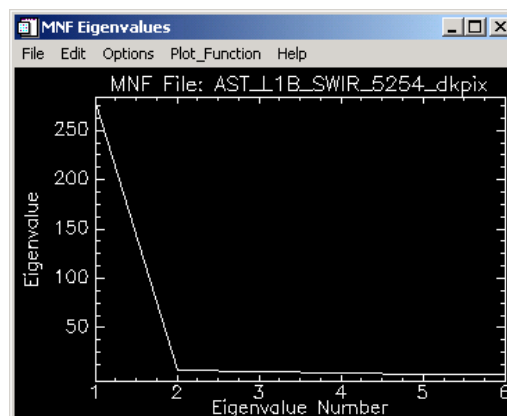 MNF Eigenvalues
File Edit Options Plot_Function Help
MNF File: AST_L1B_SWIR_5254_dkpix
250
200
150
100
50
Eigenvalue
1 2 3 4 5 6
Eigenvalue Number